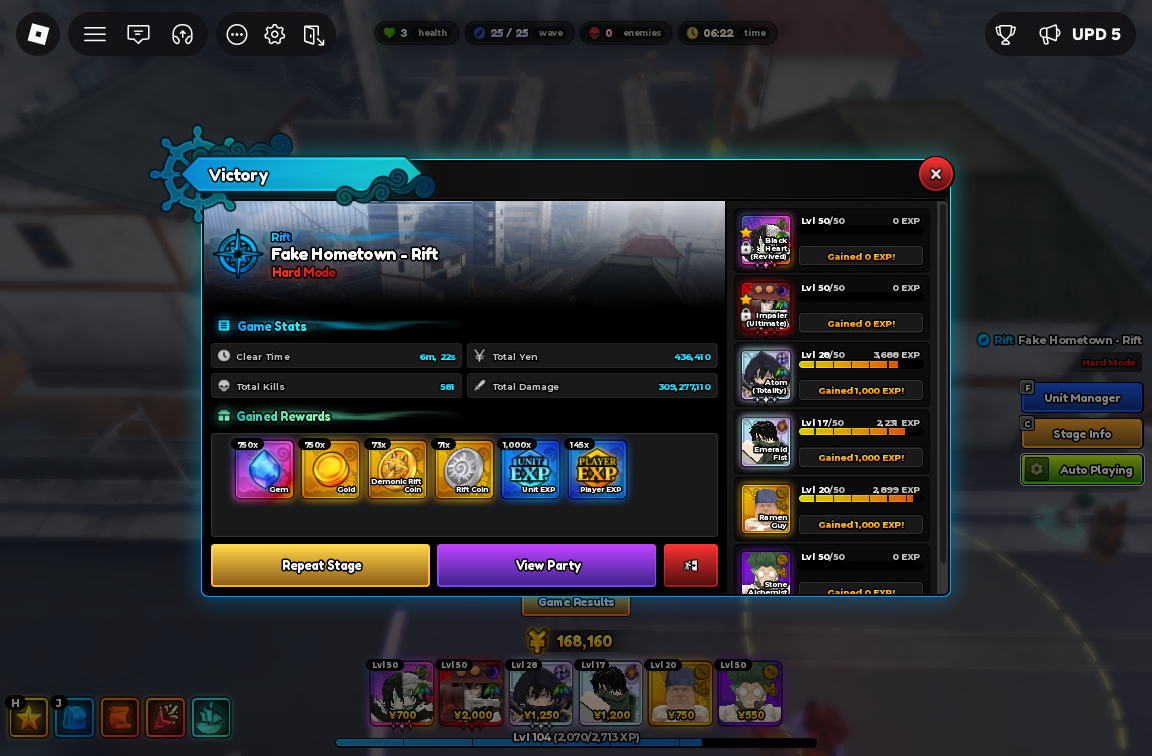 3 health
25 / 25 wave
0 enemies
06:22 time
UPD 5
Victory
Rift
Fake Hometown - Rift
Hard Mode
Game Stats
Clear Time 6m, 22s
Total Yen 436,410
Total Kills 561
Total Damage 309,277,110
Gained Rewards
750x
Gem
750x
Gold
73x
Demonic Rift
Coin
71x
Rift Coin
1,000x
UNIT
EXP
Unit EXP
145x
PLAYER
EXP
Player EXP
Repeat Stage
View Party
Black
Heart
(Revived)
Lvl 50/50 0 EXP
Gained 0 EXP!
Impaler
(Ultimate)
Lvl 50/50 0 EXP
Gained 0 EXP!
Atom
(Totality)
Lvl 28/50 3,688 EXP
Gained 1,000 EXP!
Emerald
Fist
Lvl 17/50 2,231 EXP
Gained 1,000 EXP!
Ramen
Guy
Lvl 20/50 2,899 EXP
Gained 1,000 EXP!
Stone
Alchemist
Lvl 50/50 0 EXP
Gained 0 EXP!
Rift Fake Hometown - Rift
Hard Mode
F
Unit Manager
C
Stage Info
Auto Playing
Game Results
168,160
Lvl 50
¥700
Lvl 50
¥2,000
Lvl 28
¥1,250
Lvl 17
¥1,200
Lvl 20
¥750
Lvl 50
¥550
H
J
Lvl 104 (2,070/2,713 XP)